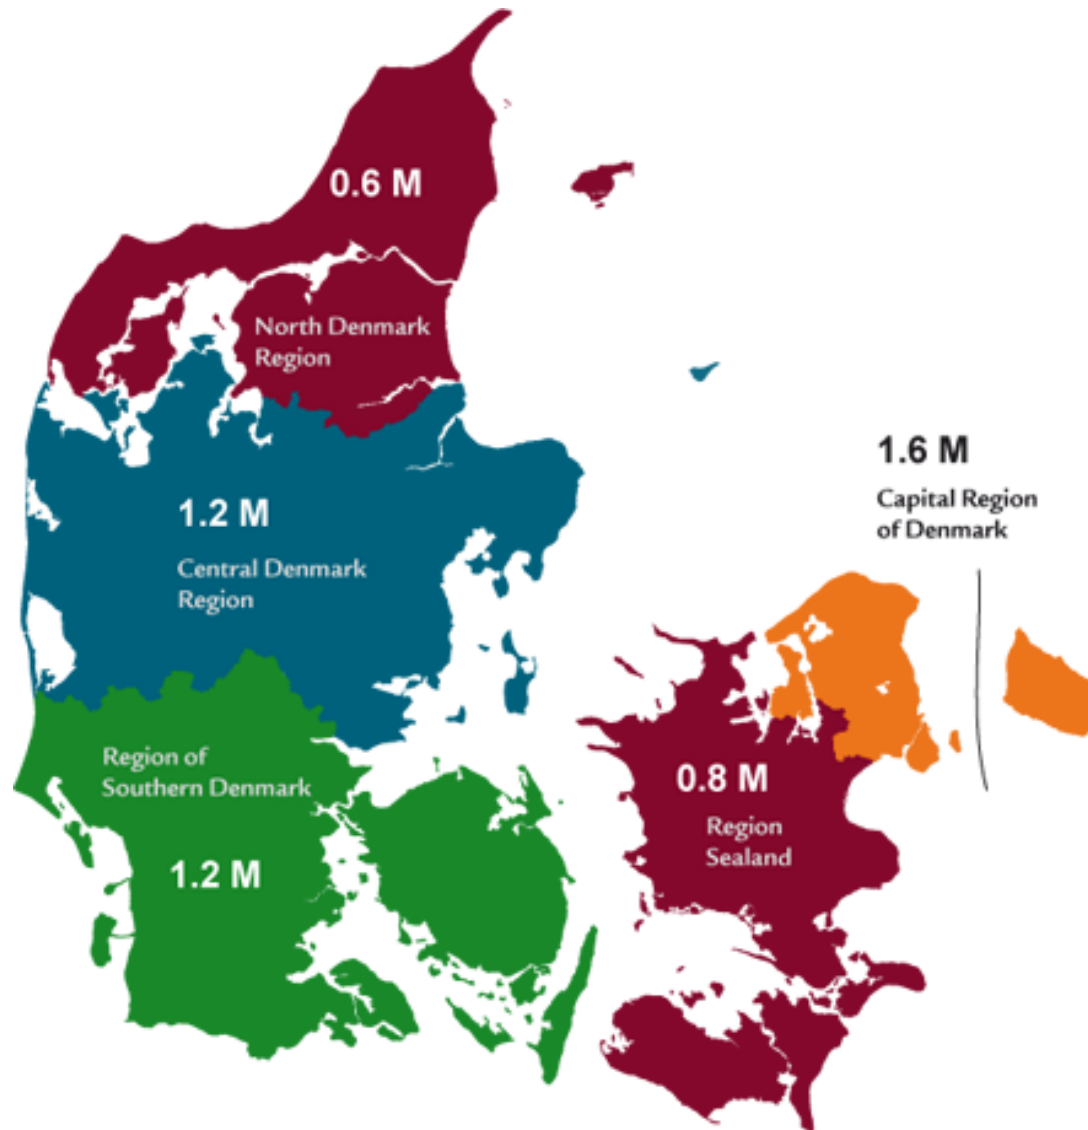 0.6 M
North Denmark
Region
1.2 M
Central Denmark
Region
1.6 M
Capital Region
of Denmark
Region of
Southern Denmark
1.2 M
0.8 M
Region
Sealand